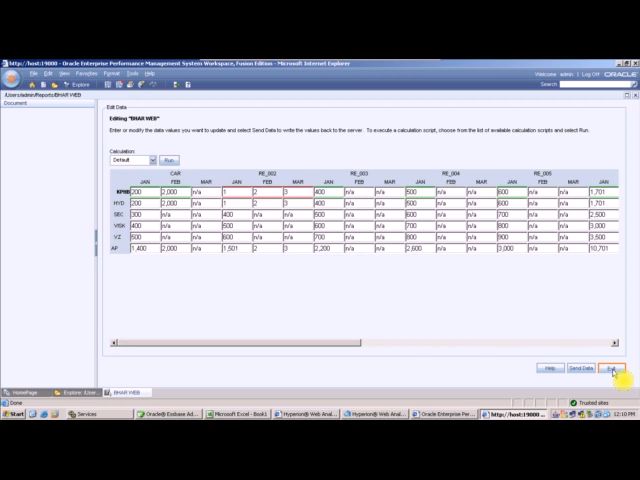 http://host:19000 - Oracle Enterprise Performance Management System Workspace, Fusion Edition - Microsoft Internet Explorer
File Edit View Favorites Format Tools Help
Welcome admin | Log Off ORACLE
Explore
Search
/Users/admin/Reports/BHAR WEB
Document
Edit Data
Editing "BHAR WEB"
Enter or modify the data values you want to update and select Send Data to write the values back to the server. To execute a calculation script, choose from the list of available calculation scripts and select Run.
Calculation:
Default Run
CAR RE_002 RE_003 RE_004 RE_005
JAN FEB MAR JAN FEB MAR JAN FEB MAR JAN FEB MAR JAN FEB MAR JAN
KPHB 200 2,000 n/a 1 2 3 400 n/a n/a 500 n/a n/a 600 n/a n/a 1,701
HYD 200 2,000 n/a 1 2 3 400 n/a n/a 500 n/a n/a 600 n/a n/a 1,701
SEC 300 n/a n/a 400 n/a n/a 500 n/a n/a 600 n/a n/a 700 n/a n/a 2,500
VISK 400 n/a n/a 500 n/a n/a 600 n/a n/a 700 n/a n/a 800 n/a n/a 3,000
VZ 500 n/a n/a 600 n/a n/a 700 n/a n/a 800 n/a n/a 900 n/a n/a 3,500
AP 1,400 2,000 n/a 1,501 2 3 2,200 n/a n/a 2,600 n/a n/a 3,000 n/a n/a 10,701
Help Send Data Exit
HomePage Explore: /User... BHAR WEB
Done Trusted sites
Start Services Oracle® Essbase Ad... Microsoft Excel - Book1 Hyperion® Web Anal... Hyperion® Web Anal... Oracle Enterprise Per... http://host:19000 ... 12:10 PM